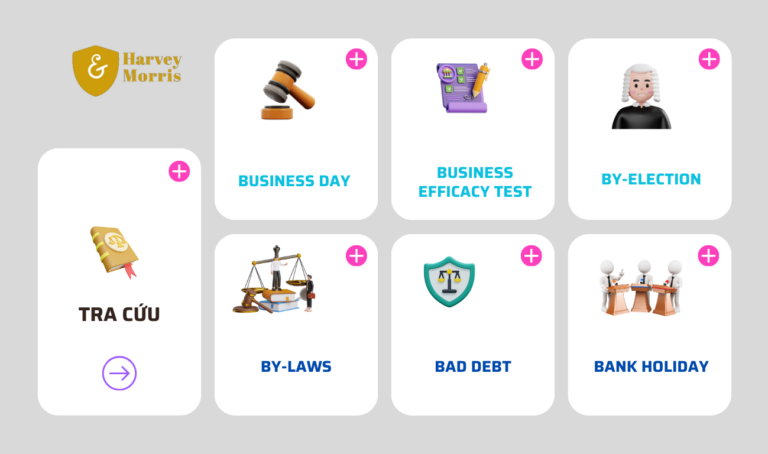 &
Harvey
Morris
BUSINESS DAY
BUSINESS
EFFICACY TEST
BY-ELECTION
TRA CỨU
BY-LAWS
BAD DEBT
BANK HOLIDAY